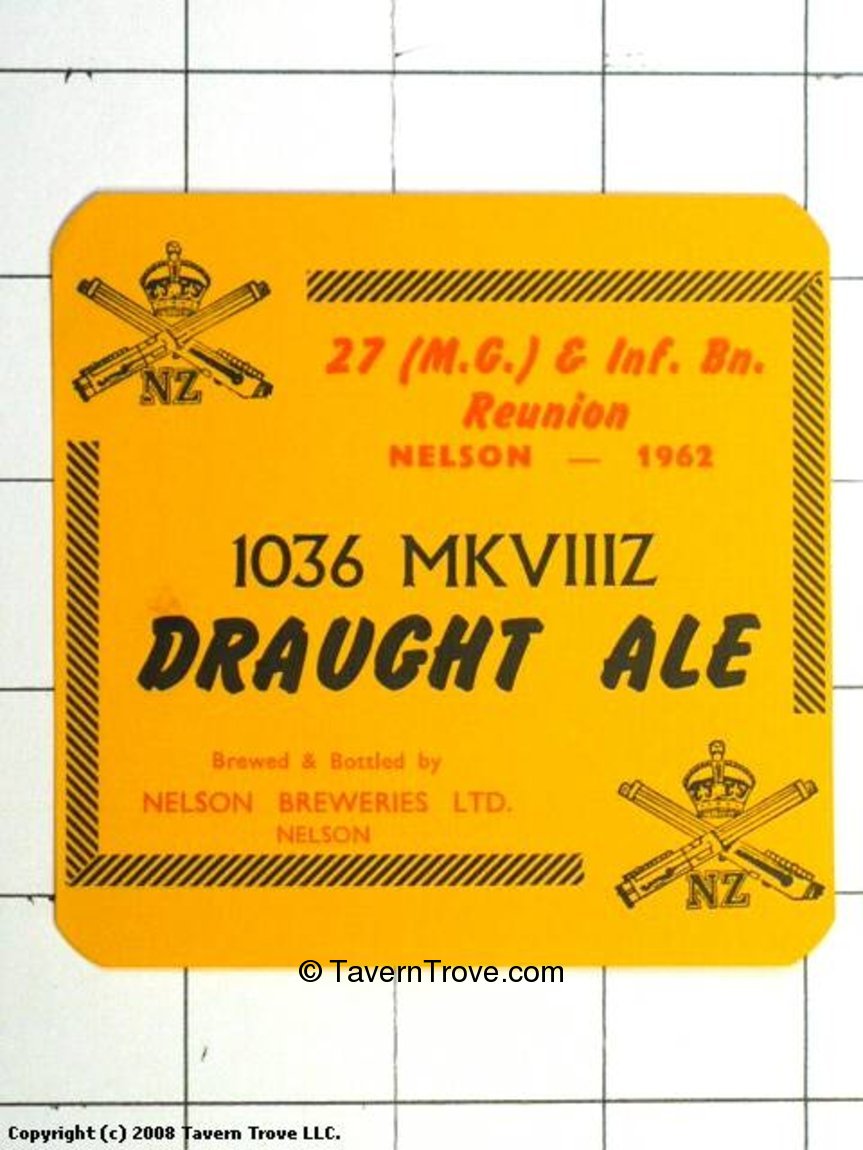 NZ
27 (M.G.) & Inf. Bn.
Reunion
NELSON — 1962
1036 MKVIIIZ
DRAUGHT ALE
Brewed & Bottled by
NELSON BREWERIES LTD.
NELSON
NZ
© TavernTrove.com
Copyright (c) 2008 Tavern Trove LLC.